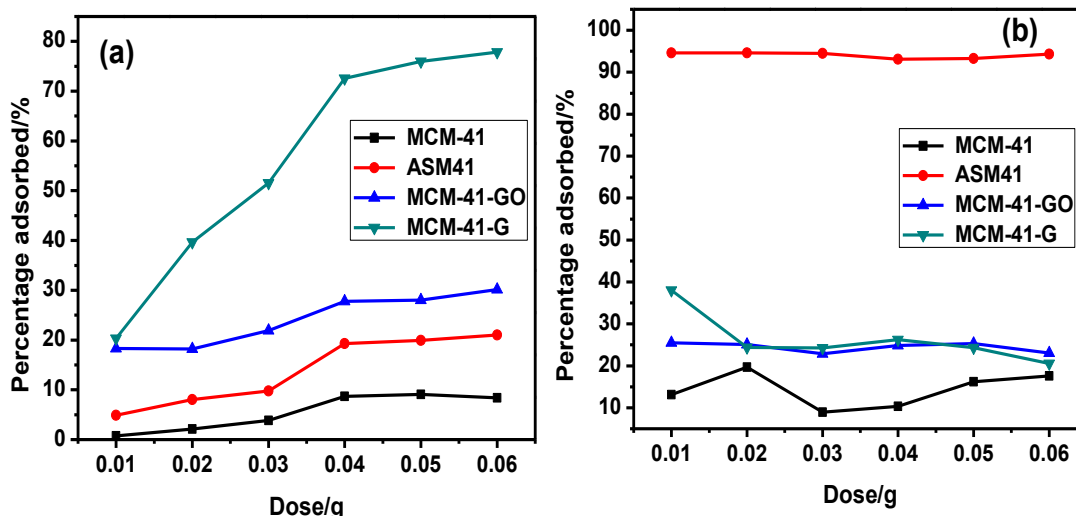 (a)
Percentage adsorbed/%
80
70
60
50
40
30
20
10
0
MCM-41
ASM41
MCM-41-GO
MCM-41-G
0.01 0.02 0.03 0.04 0.05 0.06
Dose/g
(b)
Percentage adsorbed/%
100
90
80
70
60
50
40
30
20
10
MCM-41
ASM41
MCM-41-GO
MCM-41-G
0.01 0.02 0.03 0.04 0.05 0.06
Dose/g